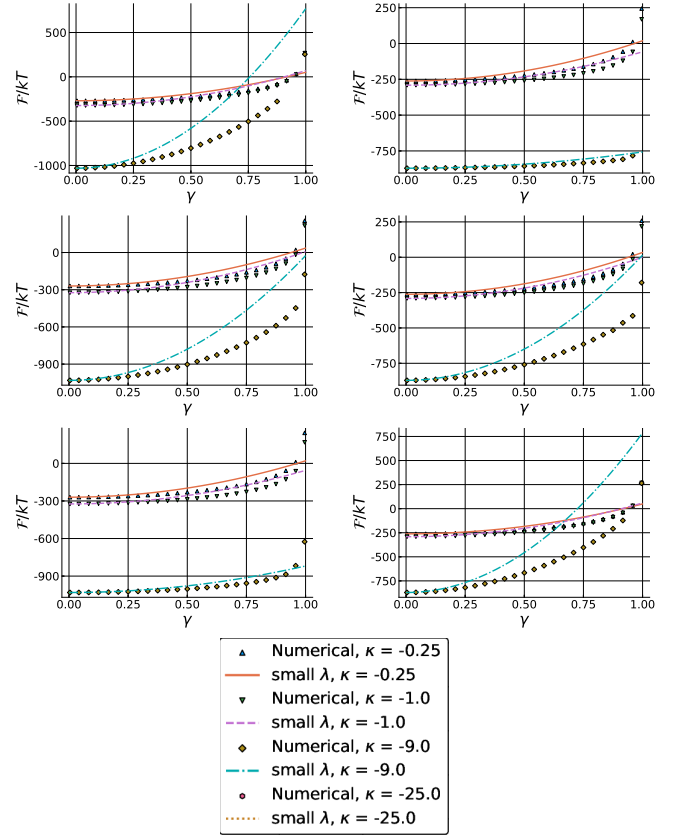 500
0
-500
-1000
0.00 0.25 0.50 0.75 1.00
γ
F/kT
250
0
-250
-500
-750
0.00 0.25 0.50 0.75 1.00
γ
F/kT
0
-300
-600
-900
0.00 0.25 0.50 0.75 1.00
γ
F/kT
250
0
-250
-500
-750
0.00 0.25 0.50 0.75 1.00
γ
F/kT
0
-300
-600
-900
0.00 0.25 0.50 0.75 1.00
γ
F/kT
750
500
250
0
-250
-500
-750
0.00 0.25 0.50 0.75 1.00
γ
F/kT
Numerical, κ = -0.25
small λ, κ = -0.25
Numerical, κ = -1.0
small λ, κ = -1.0
Numerical, κ = -9.0
small λ, κ = -9.0
Numerical, κ = -25.0
small λ, κ = -25.0